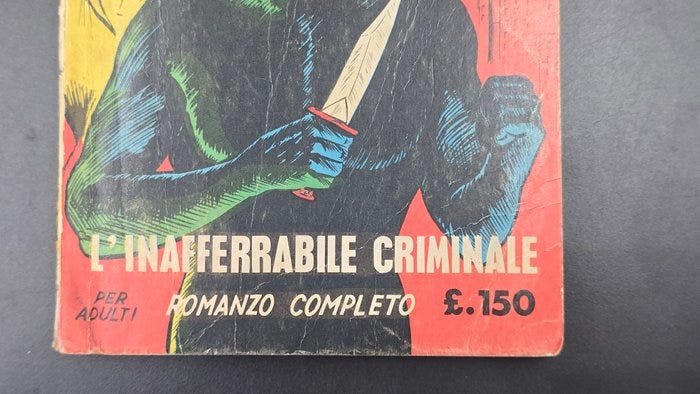 L'INAFFERRABILE CRIMINALE
PER ADULTI
ROMANZO COMPLETO £.150